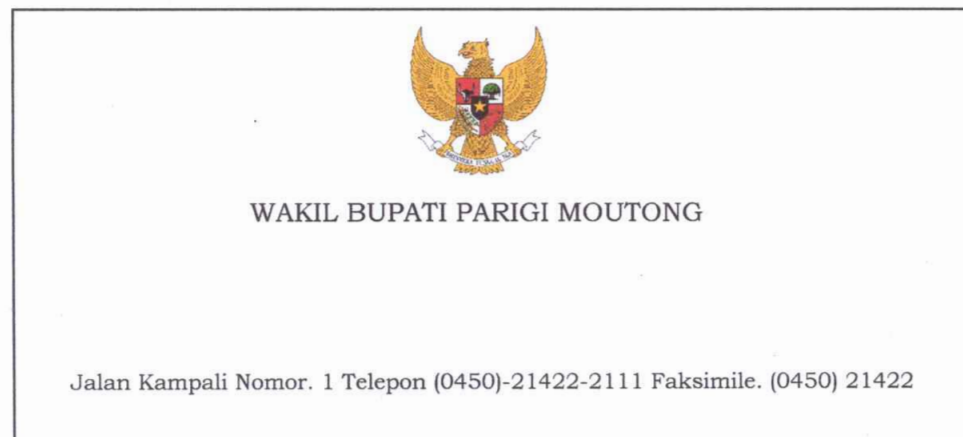 WAKIL BUPATI PARIGI MOUTONG
Jalan Kampali Nomor. 1 Telepon (0450)-21422-2111 Faksimile. (0450) 21422